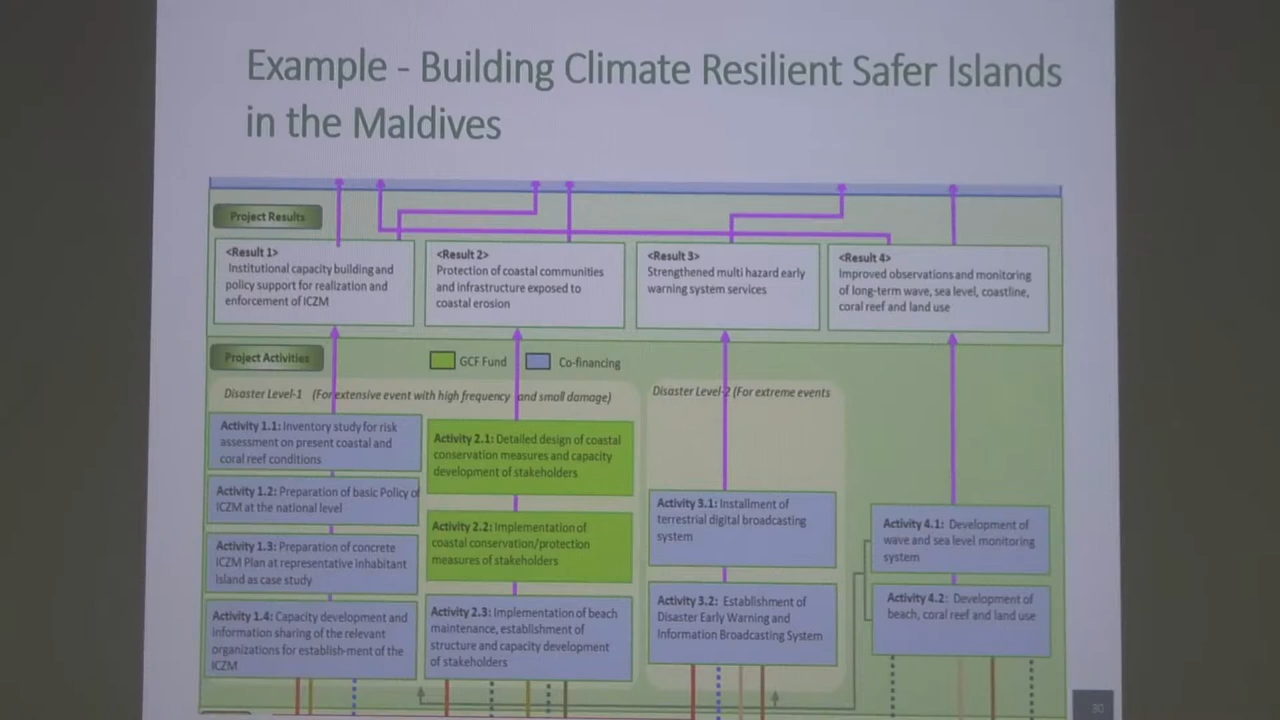 Example - Building Climate Resilient Safer Islands
in the Maldives
Project Results
<Result 1>
Institutional capacity building and
policy support for realization and
enforcement of ICZM
<Result 2>
Protection of coastal communities
and infrastructure exposed to
coastal erosion
<Result 3>
Strengthened multi hazard early
warning system services
<Result 4>
Improved observations and monitoring
of long-term wave, sea level, coastline,
coral reef and land use
Project Activities
GCF Fund
Co-financing
Disaster Level-1 (For extensive event with high frequency and small damage)
Disaster Level-2 (For extreme events
Activity 1.1: Inventory study for risk
assessment on present coastal and
coral reef conditions
Activity 1.2: Preparation of basic Policy of
ICZM at the national level
Activity 1.3: Preparation of concrete
ICZM Plan at representative inhabitant
Island as case study
Activity 1.4: Capacity development and
information sharing of the relevant
organizations for establish-ment of the
ICZM
Activity 2.1: Detailed design of coastal
conservation measures and capacity
development of stakeholders
Activity 2.2: Implementation of
coastal conservation/protection
measures of stakeholders
Activity 2.3: Implementation of beach
maintenance, establishment of
structure and capacity development
of stakeholders
Activity 3.1: Installment of
terrestrial digital broadcasting
system
Activity 3.2: Establishment of
Disaster Early Warning and
Information Broadcasting System
Activity 4.1: Development of
wave and sea level monitoring
system
Activity 4.2: Development of
beach, coral reef and land use
30